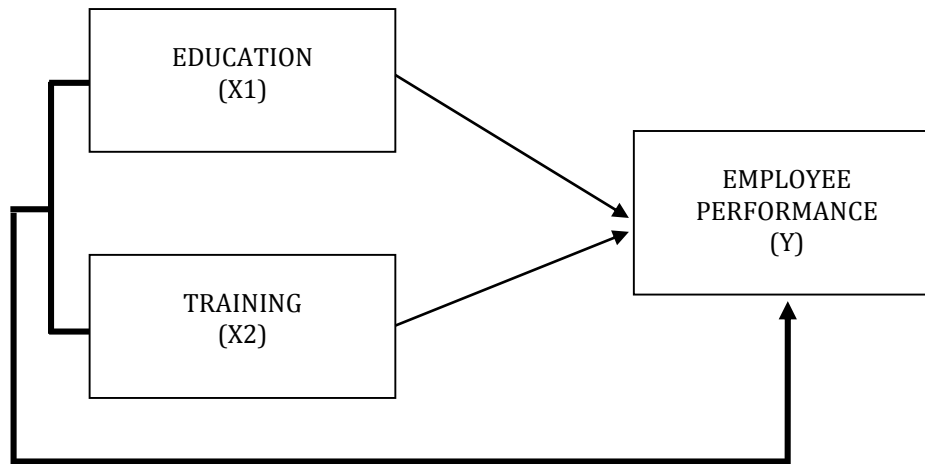 EDUCATION
(X1)
EMPLOYEE
PERFORMANCE
(Y)
TRAINING
(X2)